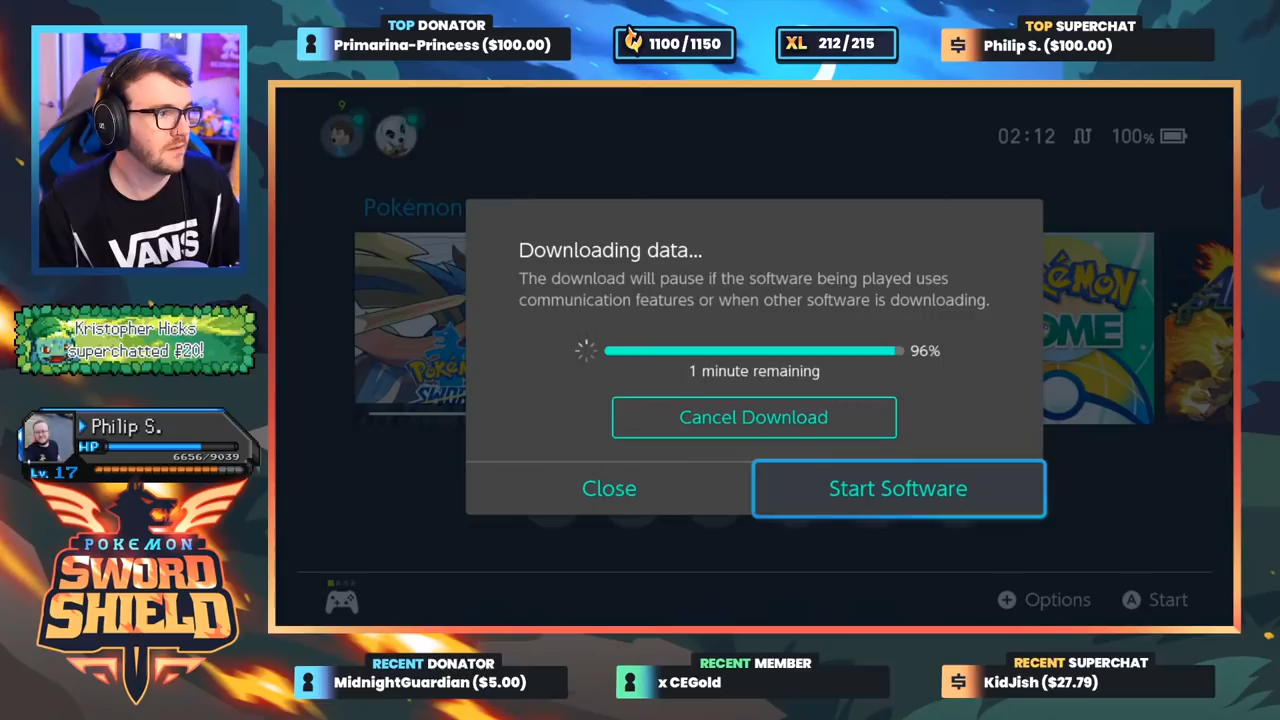 TOP DONATOR
Primarina-Princess ($100.00)
1100/1150
XL 212/215
TOP SUPERCHAT
Philip S. ($100.00)
9
02:12
100%
Pokémon
Downloading data...
The download will pause if the software being played uses
communication features or when other software is downloading.
96%
1 minute remaining
Cancel Download
Close
Start Software
Pokémon
HOME
Options
Start
VANS
Kristopher Hicks
superchatted ₽20!
Philip S.
HP
6656/9039
Lv. 17
POKEMON
SWORD
SHIELD
RECENT DONATOR
MidnightGuardian ($5.00)
RECENT MEMBER
x CEGold
RECENT SUPERCHAT
KidJish ($27.79)